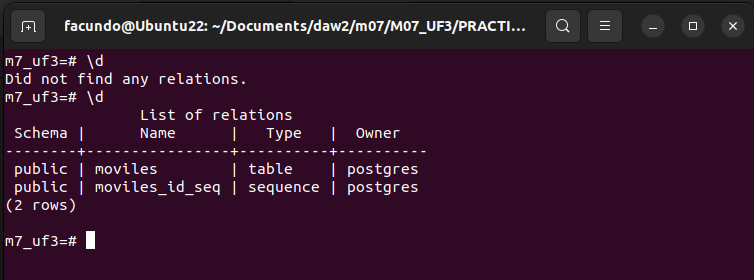 facundo@Ubuntu22: ~/Documents/daw2/m07/M07_UF3/PRACTI...
m7_uf3=# \d
Did not find any relations.
m7_uf3=# \d
              List of relations
 Schema |      Name      |   Type   |  Owner
--------+----------------+----------+----------
 public | moviles        | table    | postgres
 public | moviles_id_seq | sequence | postgres
(2 rows)
m7_uf3=#